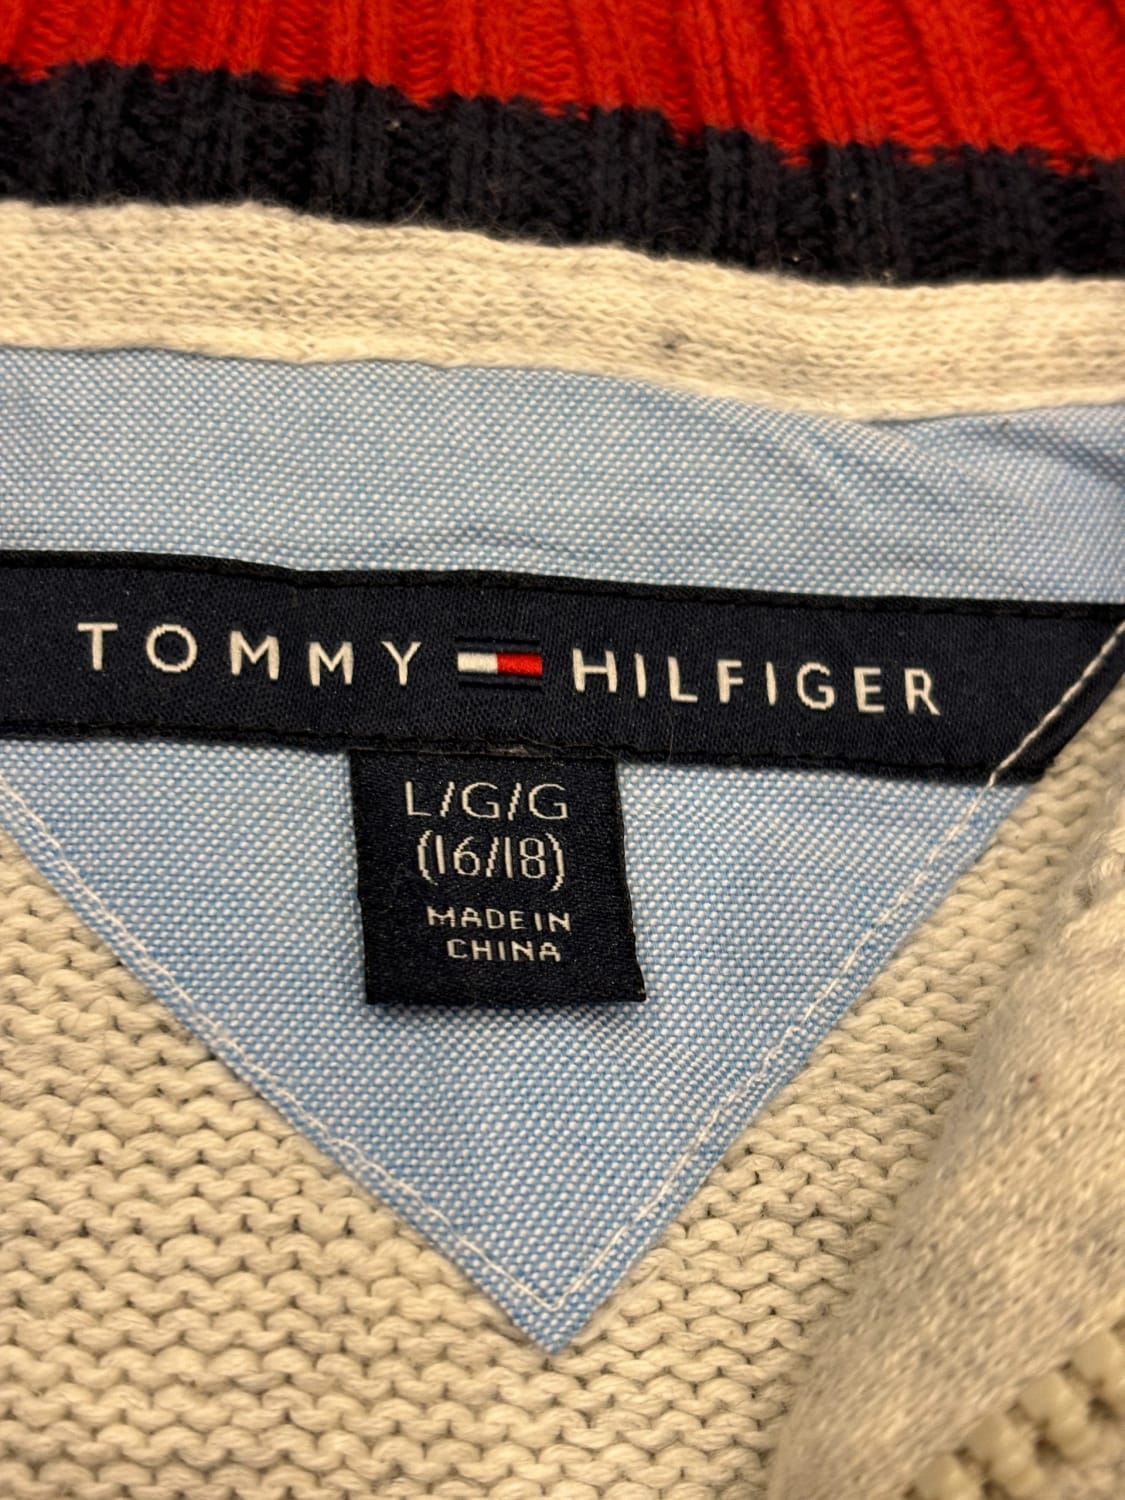 TOMMY HILFIGER
L/G/G
(16/18)
MADE IN
CHINA